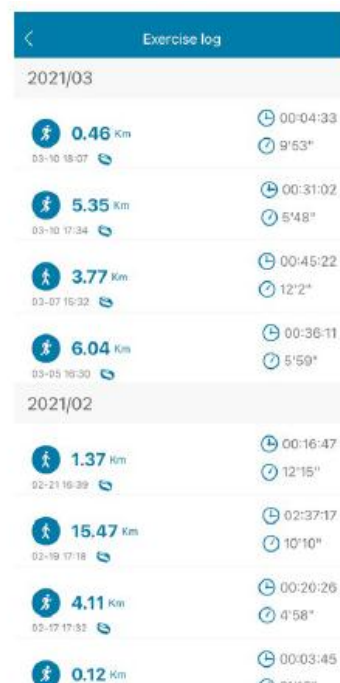 Exercise log
2021/03
0.46 Km
00:04:33
9'53"
03-10 18:07
5.35 Km
00:31:02
5'48"
03-10 17:34
3.77 Km
00:45:22
12'2"
03-07 15:32
6.04 Km
00:36:11
5'59"
03-05 16:30
2021/02
1.37 Km
00:16:47
12'15"
02-21 16:39
15.47 Km
02:37:17
10'10"
02-19 17:18
4.11 Km
00:20:26
4'58"
02-17 17:32
0.12 Km
00:03:45